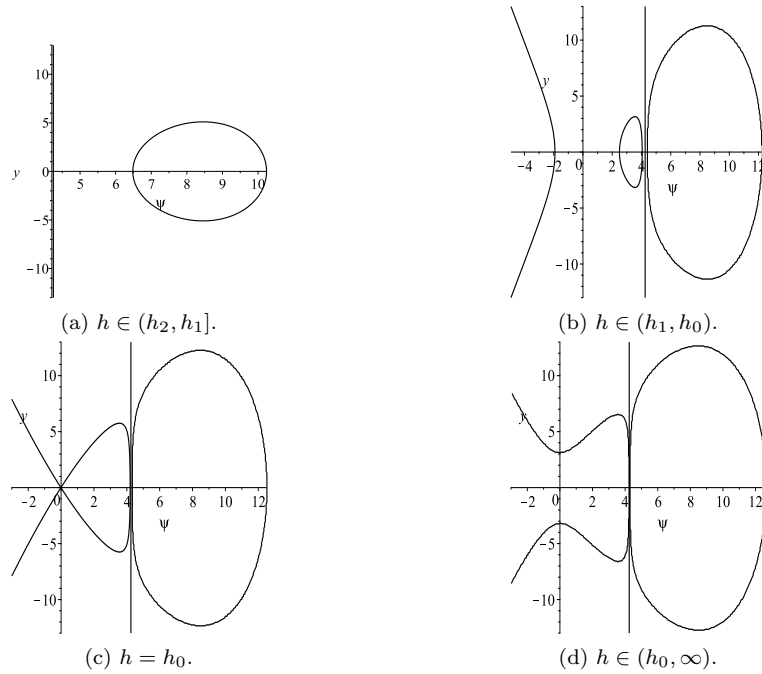 10
5
y
0
5 6 7 8 9 10
ψ
−5
−10
(a) h ∈ (h₂, h₁].
10
y
5
−4 −2 0 2 4 6 8 10 12
ψ
−5
−10
(b) h ∈ (h₁, h₀).
10
y
5
−2 0 2 4 6 8 10 12
ψ
−5
−10
(c) h = h₀.
10
y
5
−2 0 2 4 6 8 10 12
ψ
−5
−10
(d) h ∈ (h₀, ∞).